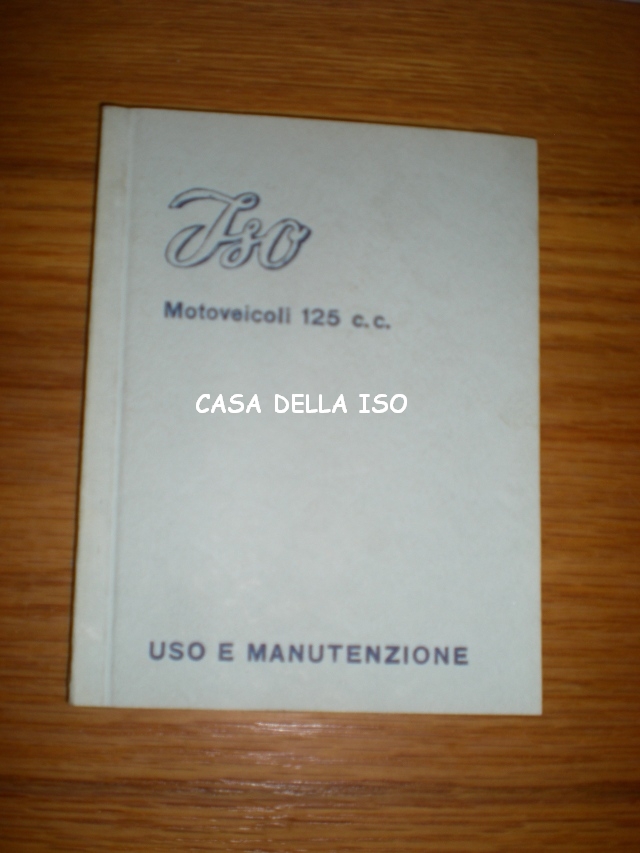 Iso
Motoveicoli 125 c.c.
CASA DELLA ISO
USO E MANUTENZIONE